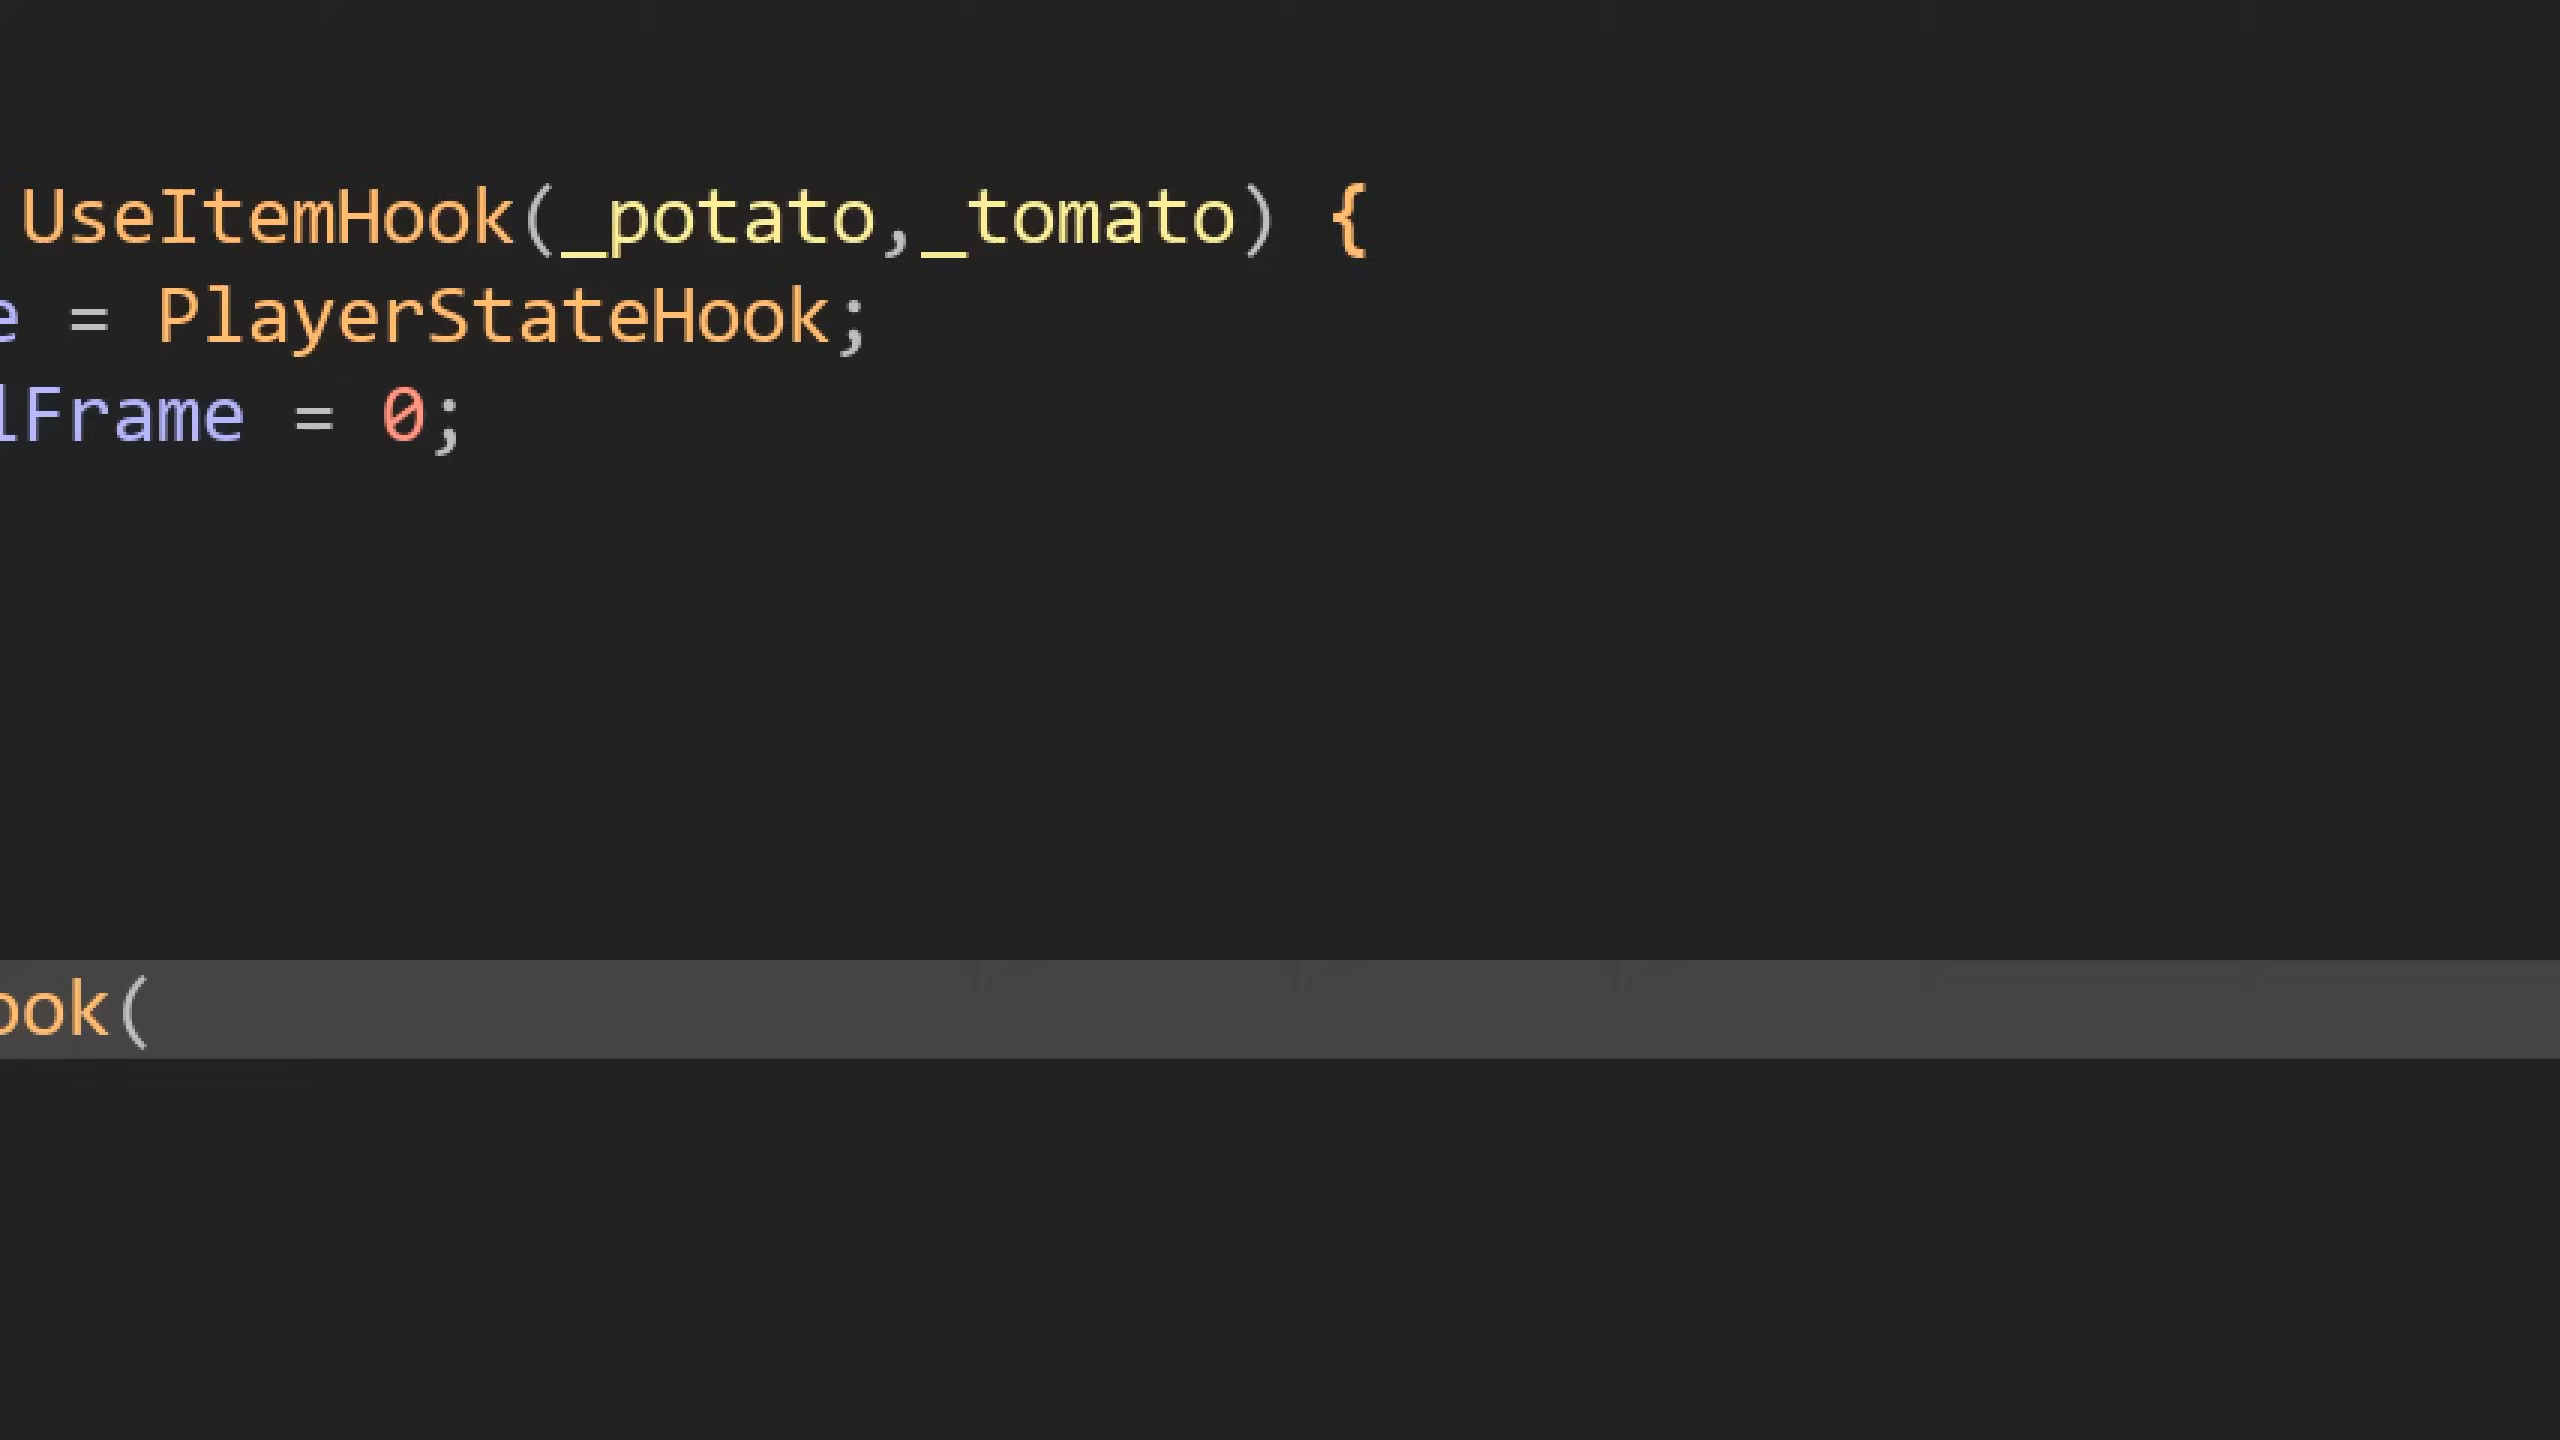 UseItemHook(_potato,_tomato) {
e = PlayerStateHook;
lFrame = 0;
ook(